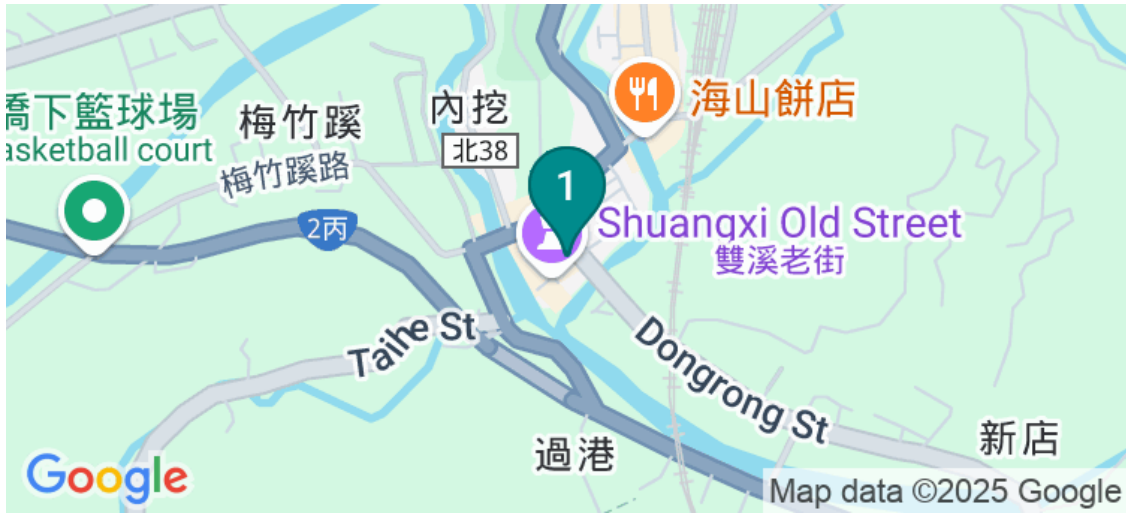 橋下籃球場
asketball court
梅竹蹊
梅竹蹊路
內挖
北38
海山餅店
1
Shuangxi Old Street
雙溪老街
2丙
Taihe St
Dongrong St
過港
新店
Google
Map data ©2025 Google